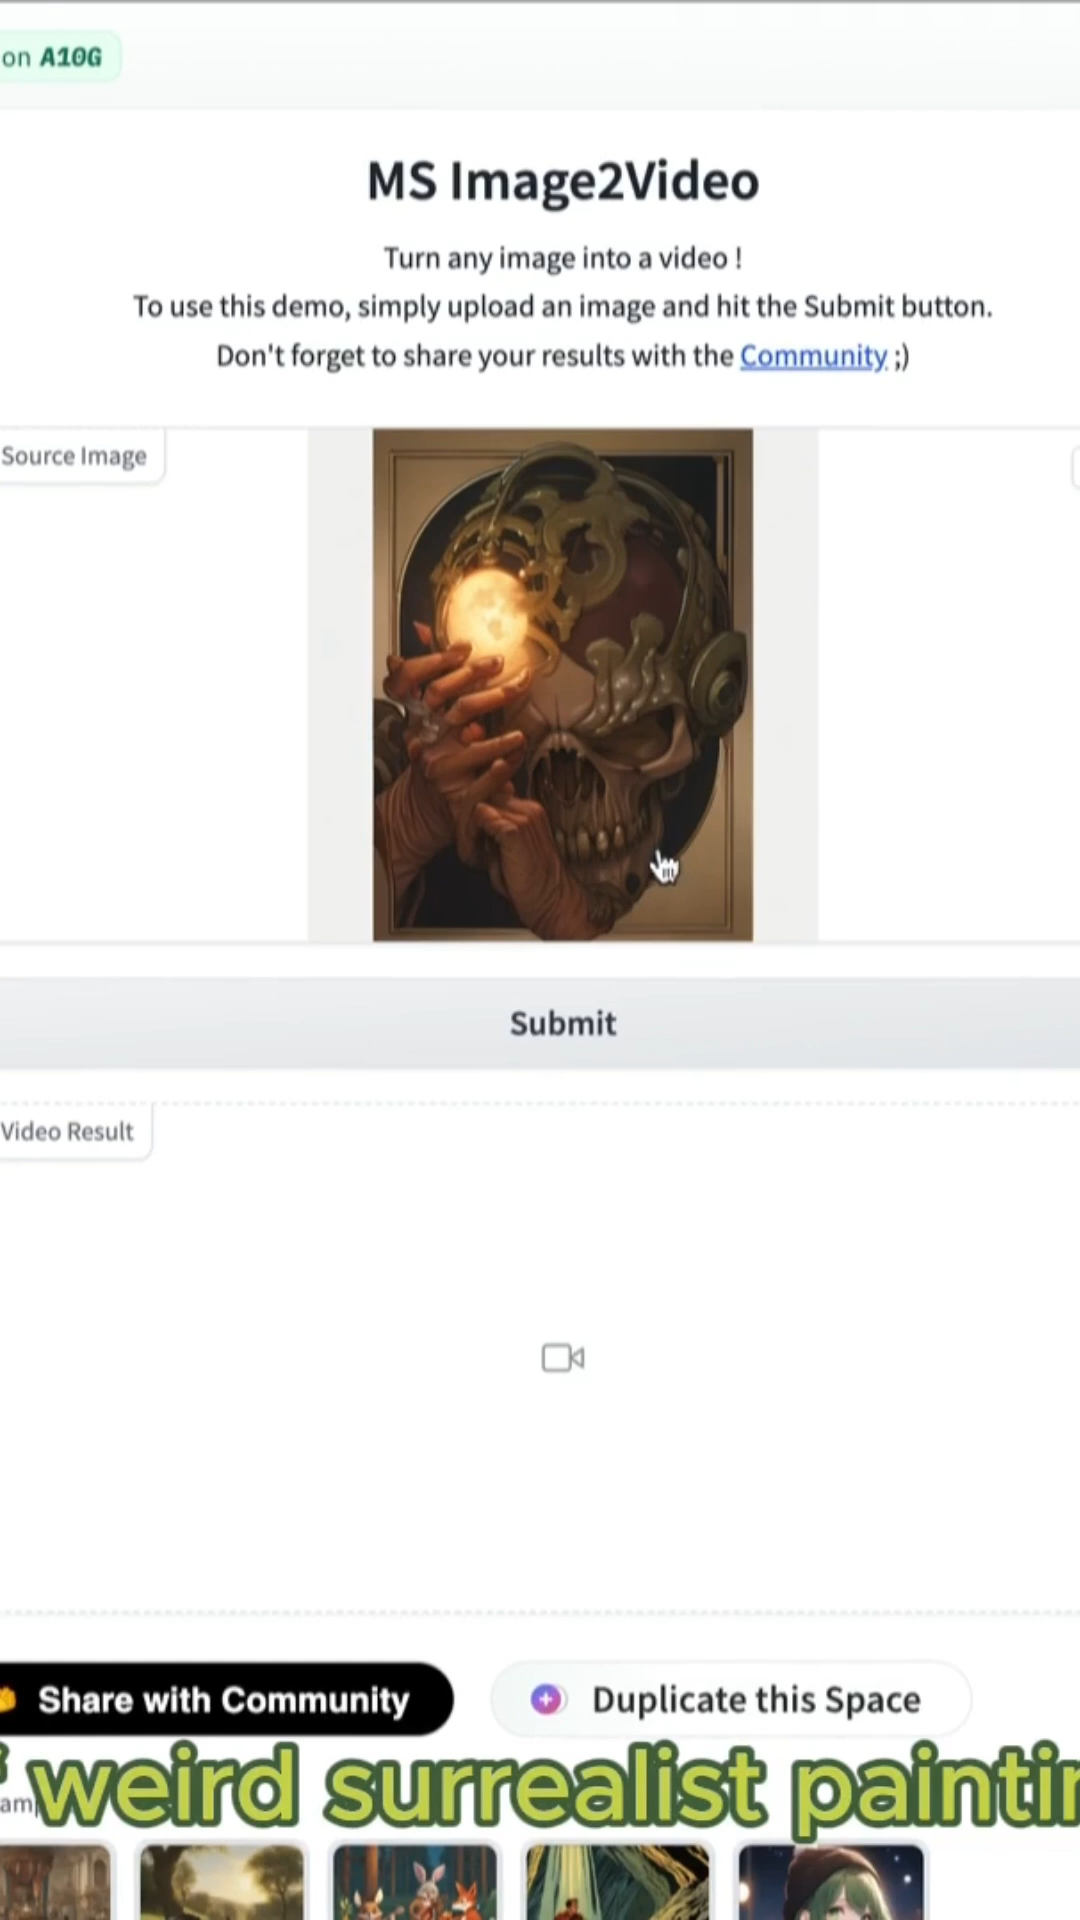 on A10G
MS Image2Video
Turn any image into a video !
To use this demo, simply upload an image and hit the Submit button.
Don't forget to share your results with the Community ;)
Source Image
Submit
Video Result
Share with Community
Duplicate this Space
weird surrealist paintin